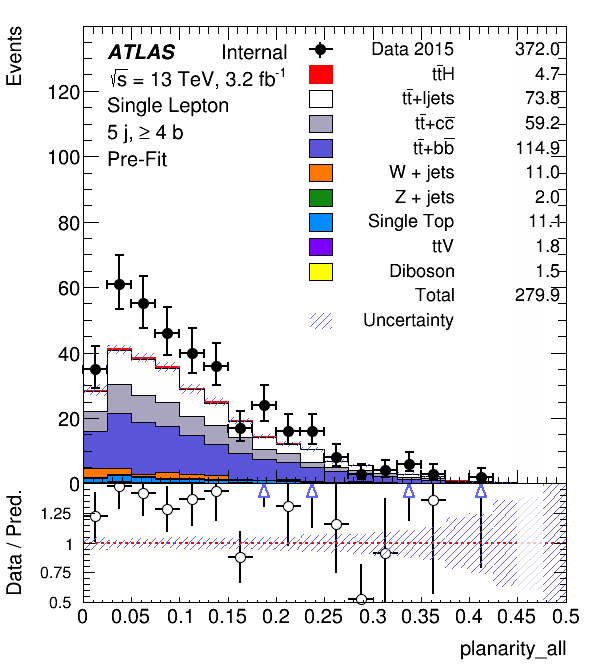 Events
ATLAS Internal
√s = 13 TeV, 3.2 fb⁻¹
Single Lepton
5 j, ≥ 4 b
Pre-Fit
Data 2015 372.0
tt̄H 4.7
tt̄+ljets 73.8
tt̄+cc̄ 59.2
tt̄+bb̄ 114.9
W + jets 11.0
Z + jets 2.0
Single Top 11.1
ttV 1.8
Diboson 1.5
Total 279.9
Uncertainty
120
100
80
60
40
20
0
Data / Pred.
1.25
1
0.75
0.5
0 0.05 0.1 0.15 0.2 0.25 0.3 0.35 0.4 0.45 0.5
planarity_all